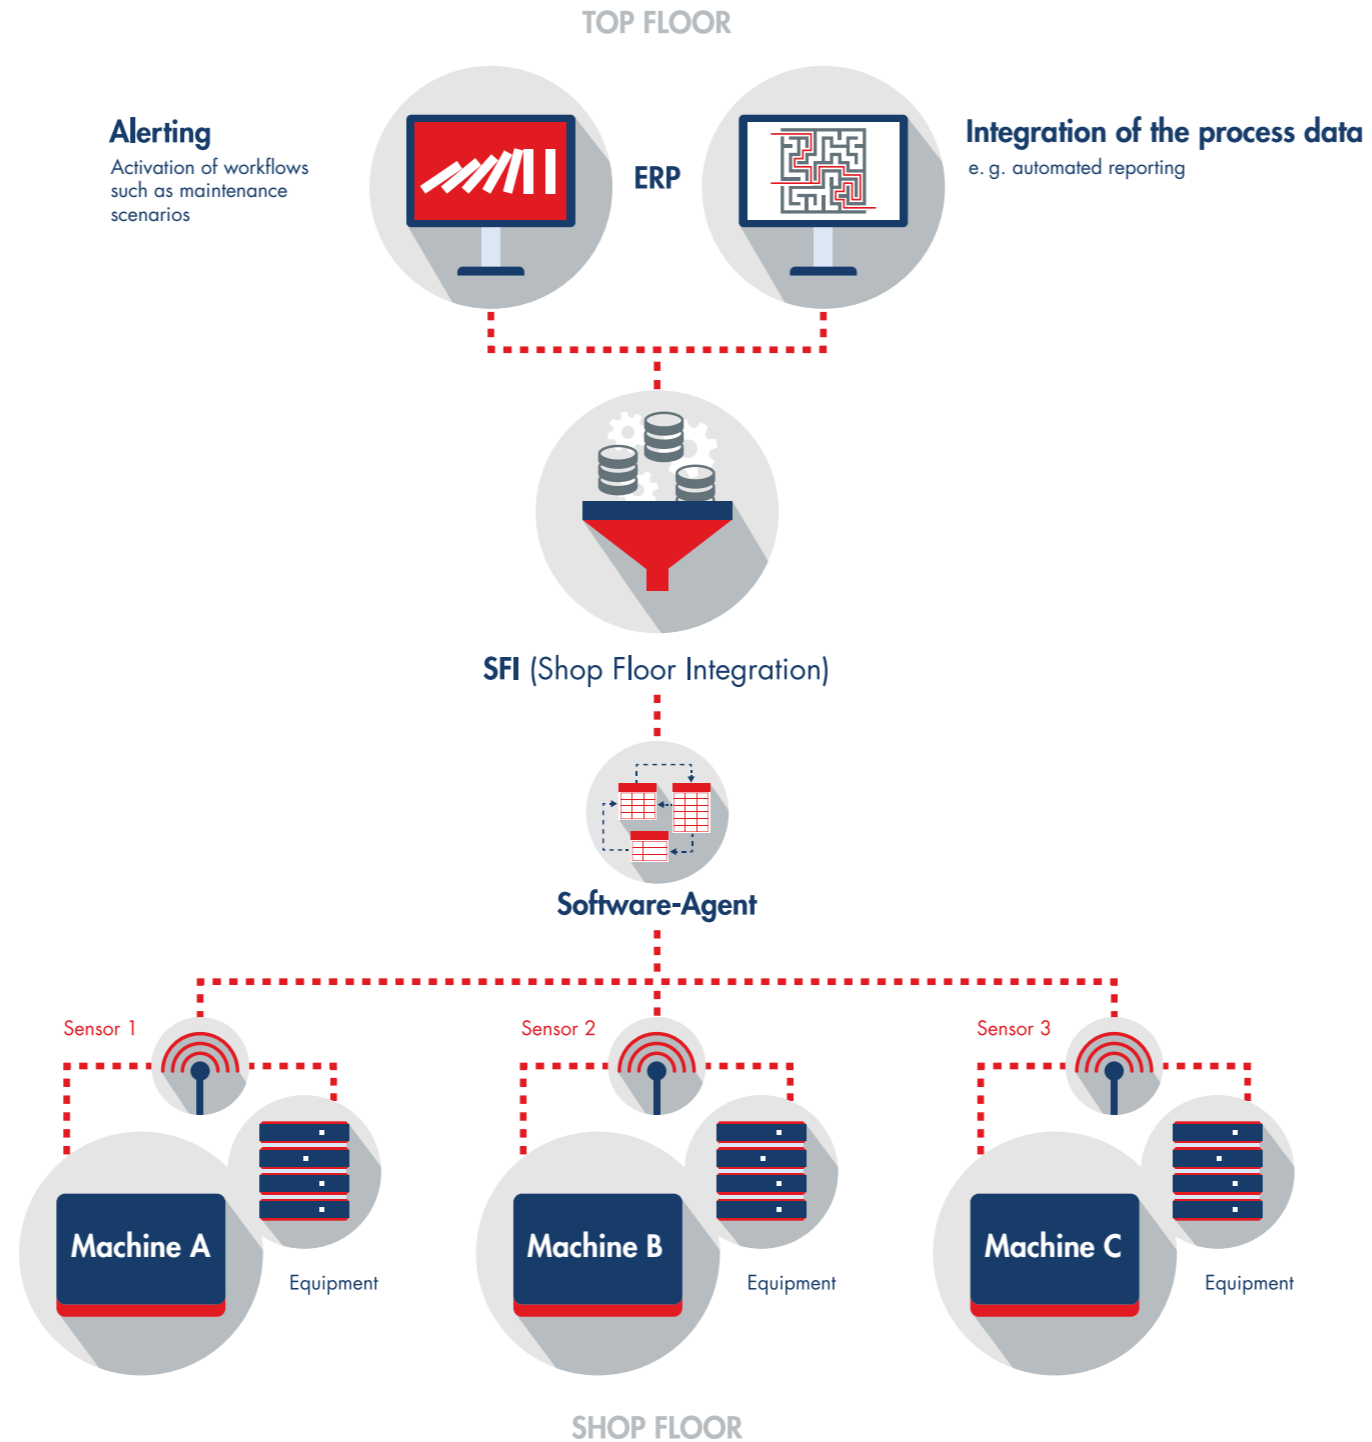 TOP FLOOR
Alerting
Activation of workflows
such as maintenance
scenarios
ERP
Integration of the process data
e. g. automated reporting
SFI (Shop Floor Integration)
Software-Agent
Sensor 1
Sensor 2
Sensor 3
Machine A
Equipment
Machine B
Equipment
Machine C
Equipment
SHOP FLOOR